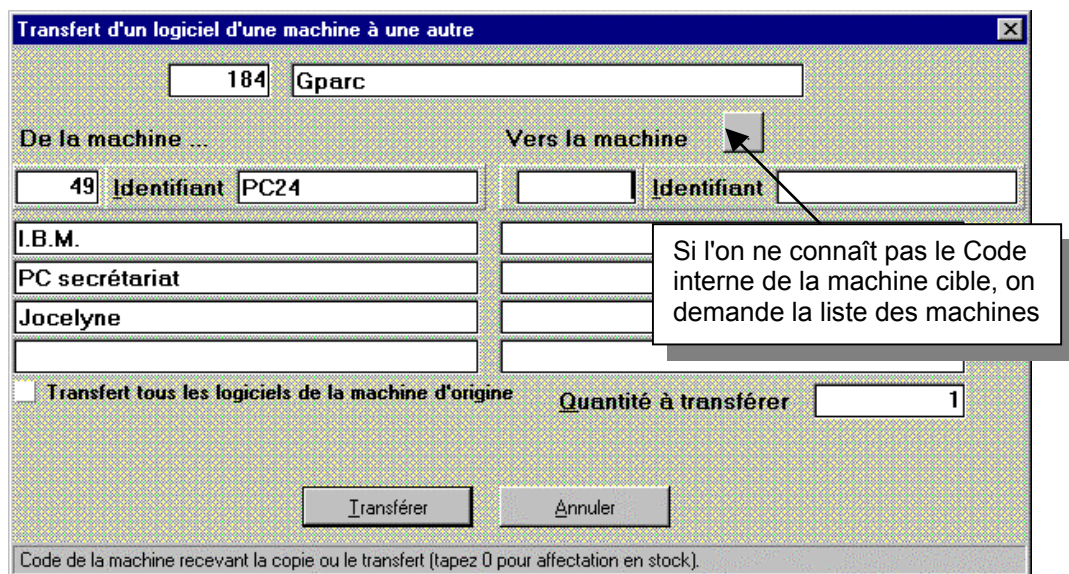 Transfert d'un logiciel d'une machine à une autre
184 Gparc
De la machine ... Vers la machine
49 Identifiant PC24 Identifiant
I.B.M.
PC secrétariat
Jocelyne
Si l'on ne connaît pas le Code
interne de la machine cible, on
demande la liste des machines
Transfert tous les logiciels de la machine d'origine
Quantité à transférer 1
Transférer Annuler
Code de la machine recevant la copie ou le transfert (tapez 0 pour affectation en stock).